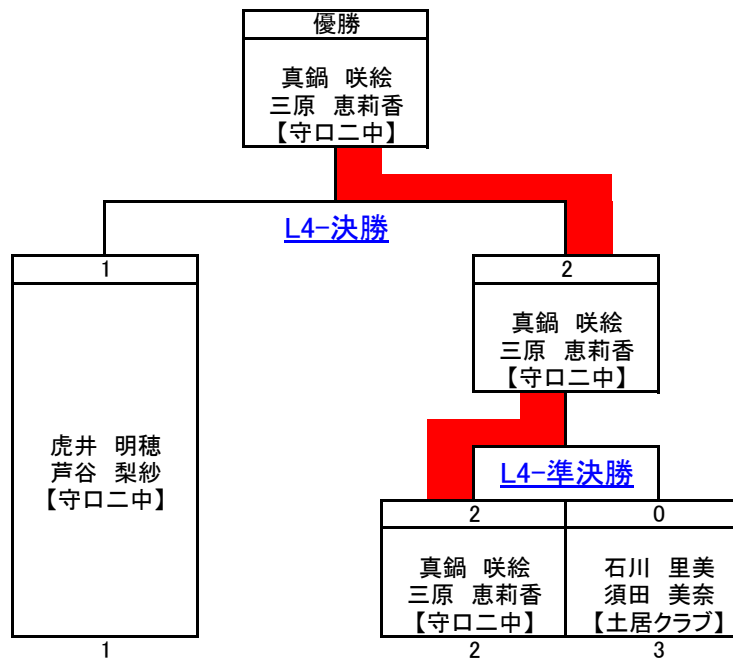 優勝
真鍋 咲絵
三原 恵莉香
【守口二中】
L4-決勝
1
虎井 明穂
芦谷 梨紗
【守口二中】
1
2
真鍋 咲絵
三原 恵莉香
【守口二中】
L4-準決勝
2
真鍋 咲絵
三原 恵莉香
【守口二中】
2
0
石川 里美
須田 美奈
【土居クラブ】
3